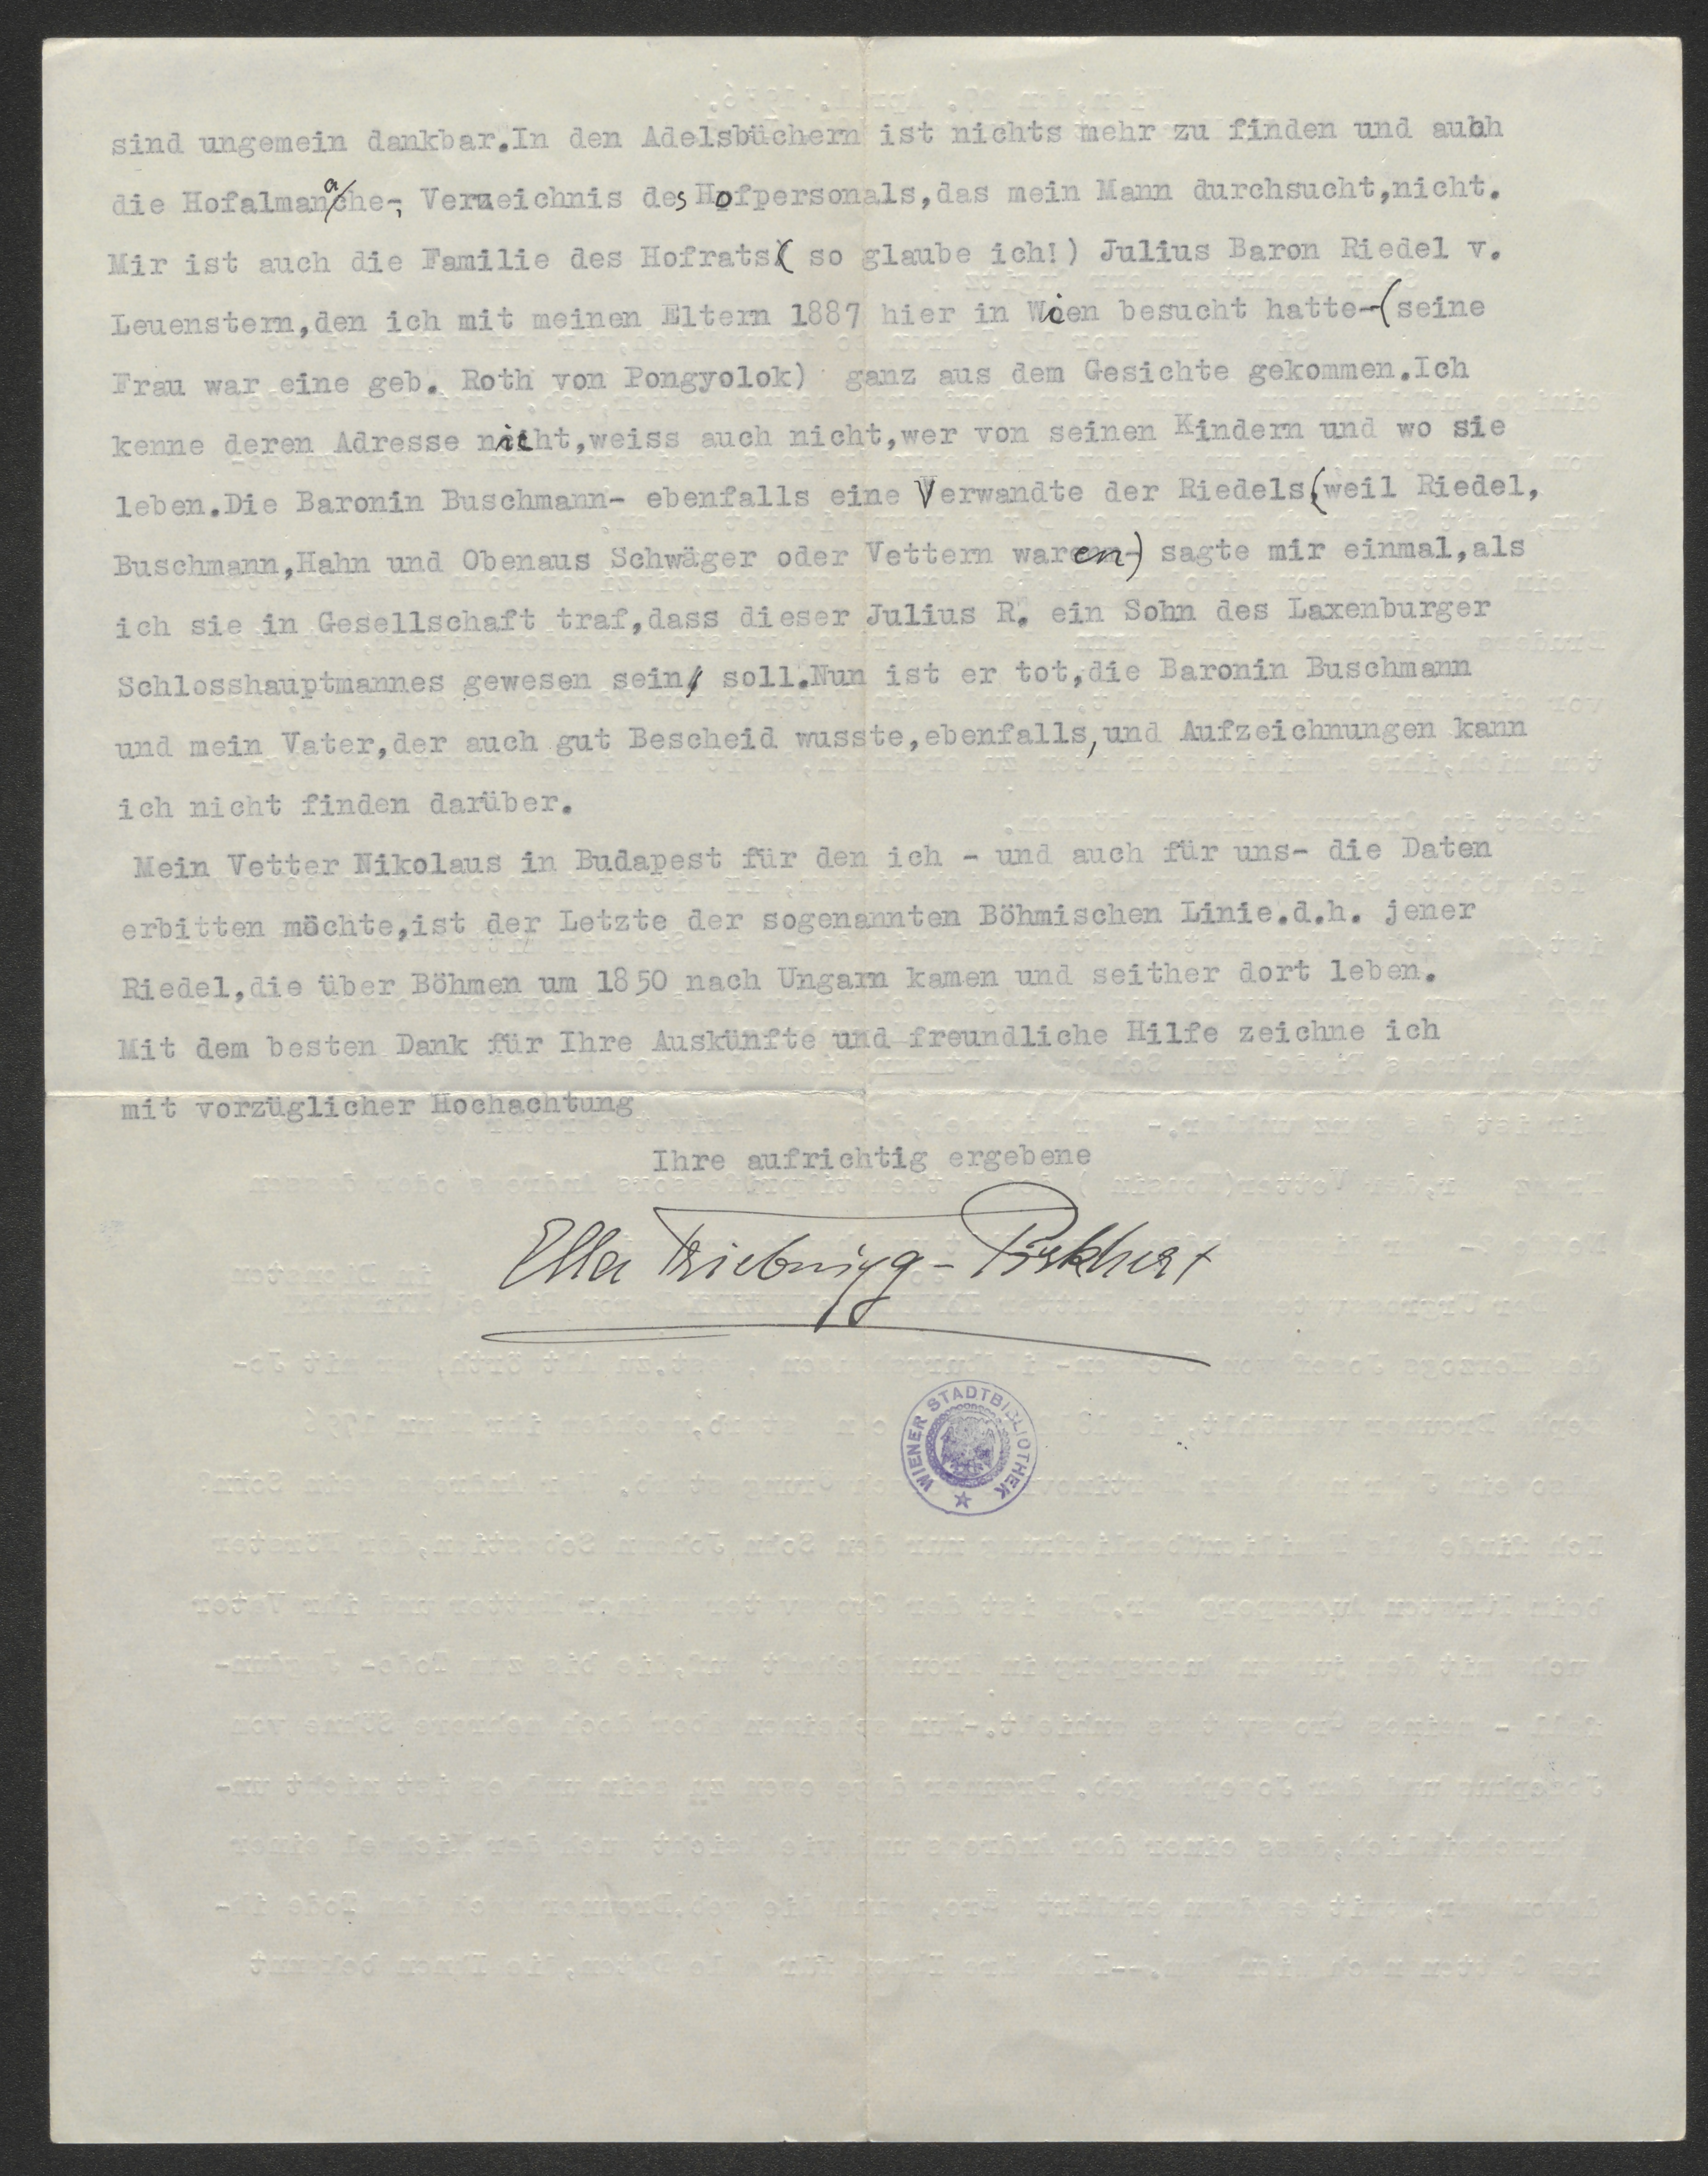 sind ungemein dankbar.In den Adelsbüchern ist nichts mehr zu finden und auch
die Hofalmanache-, Verzeichnis des Hofpersonals,das mein Mann durchsucht,nicht.
Mir ist auch die Familie des Hofrats( so glaube ich!) Julius Baron Riedel v.
Leuenstern,den ich mit meinen Eltern 1887 hier in Wien besucht hatte-(seine
Frau war eine geb. Roth von Pongyolok) ganz aus dem Gesichte gekommen.Ich
kenne deren Adresse nicht,weiss auch nicht,wer von seinen Kindern und wo sie
leben.Die Baronin Buschmann- ebenfalls eine Verwandte der Riedels(weil Riedel,
Buschmann,Hahn und Obenaus Schwäger oder Vettern waren-) sagte mir einmal,als
ich sie in Gesellschaft traf,dass dieser Julius R. ein Sohn des Laxenburger
Schlosshauptmannes gewesen sein soll.Nun ist er tot,die Baronin Buschmann
und mein Vater,der auch gut Bescheid wusste,ebenfalls,und Aufzeichnungen kann
ich nicht finden darüber.
Mein Vetter Nikolaus in Budapest für den ich - und auch für uns- die Daten
erbitten möchte,ist der Letzte der sogenannten Böhmischen Linie.d.h. jener
Riedel,die über Böhmen um 1850 nach Ungarn kamen und seither dort leben.
Mit dem besten Dank für Ihre Auskünfte und freundliche Hilfe zeichne ich
mit vorzüglicher Hochachtung
Ihre aufrichtig ergebene
Ella Triebnigg-Pirkhert
WIENER STADTBIBLIOTHEK